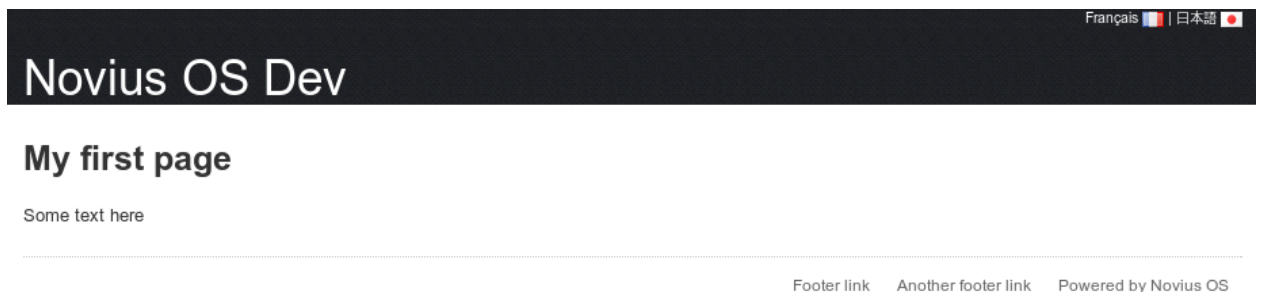 Français | 日本語
Novius OS Dev
My first page
Some text here
Footer link Another footer link Powered by Novius OS